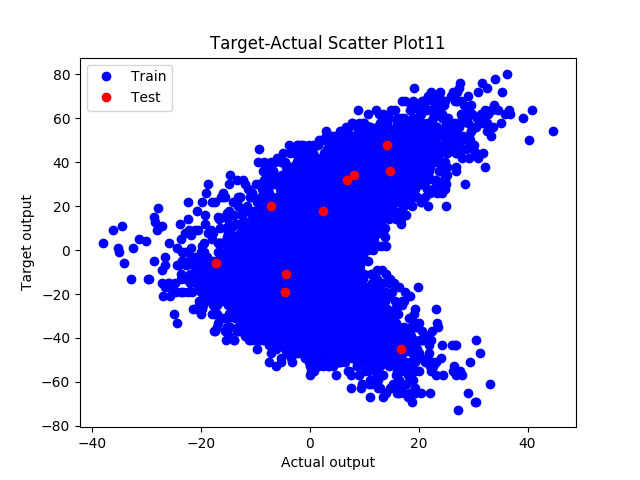 Target-Actual Scatter Plot11
Train
Test
80
60
40
20
0
−20
−40
−60
−80
Target output
−40 −20 0 20 40
Actual output